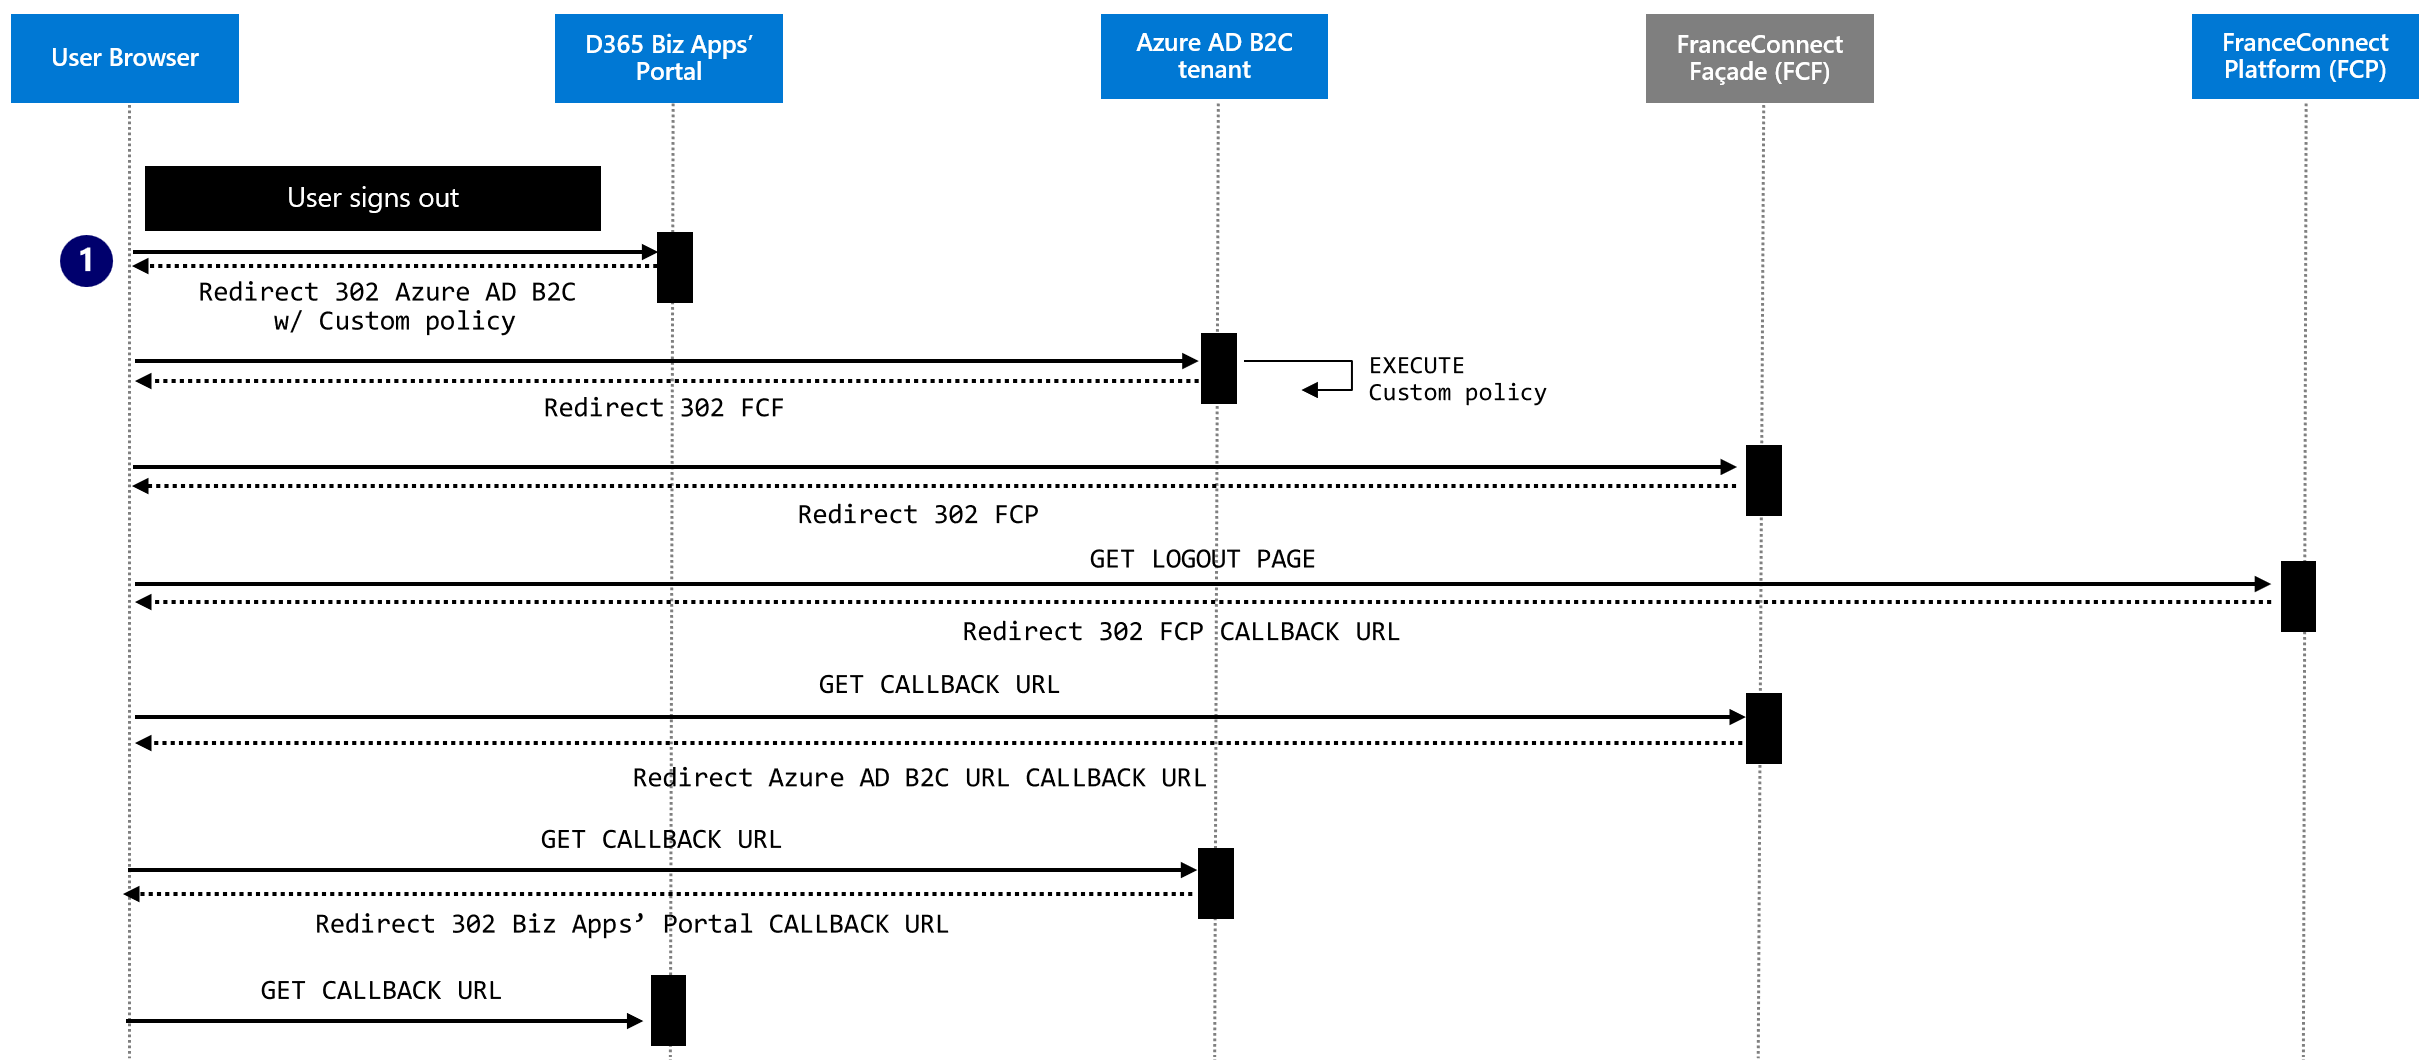 User Browser
D365 Biz Apps’
Portal
Azure AD B2C
tenant
FranceConnect
Façade (FCF)
FranceConnect
Platform (FCP)
User signs out
1
Redirect 302 Azure AD B2C
w/ Custom policy
EXECUTE
Custom policy
Redirect 302 FCF
Redirect 302 FCP
GET LOGOUT PAGE
Redirect 302 FCP CALLBACK URL
GET CALLBACK URL
Redirect Azure AD B2C URL CALLBACK URL
GET CALLBACK URL
Redirect 302 Biz Apps’ Portal CALLBACK URL
GET CALLBACK URL